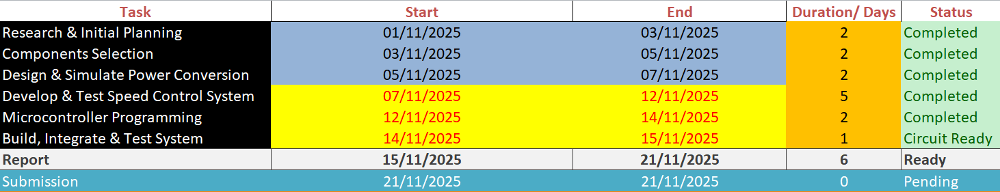 Task Start End Duration/ Days Status
Research & Initial Planning 01/11/2025 03/11/2025 2 Completed
Components Selection 03/11/2025 05/11/2025 2 Completed
Design & Simulate Power Conversion 05/11/2025 07/11/2025 2 Completed
Develop & Test Speed Control System 07/11/2025 12/11/2025 5 Completed
Microcontroller Programming 12/11/2025 14/11/2025 2 Completed
Build, Integrate & Test System 14/11/2025 15/11/2025 1 Circuit Ready
Report 15/11/2025 21/11/2025 6 Ready
Submission 21/11/2025 21/11/2025 0 Pending